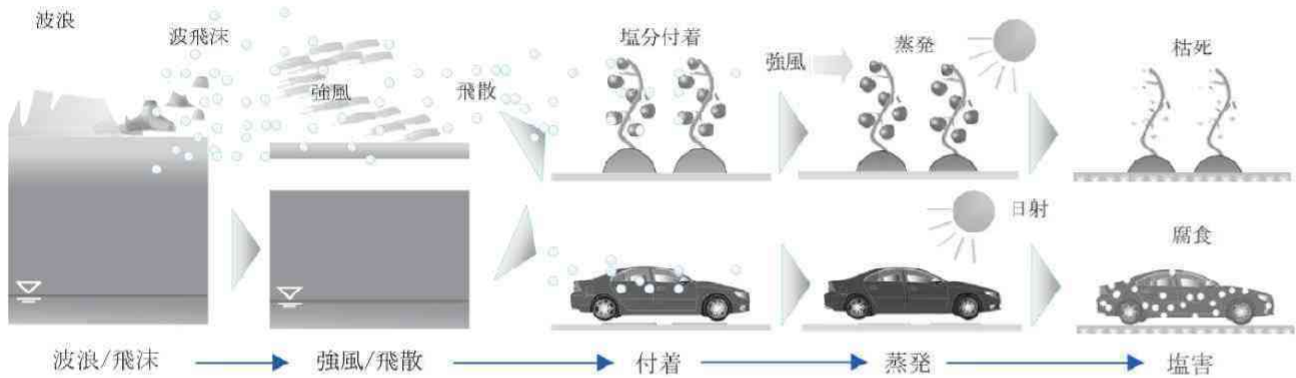 波浪
波飛沫
強風
飛散
塩分付着
強風
蒸発
枯死
日射
腐食
波浪/飛沫
強風/飛散
付着
蒸発
塩害